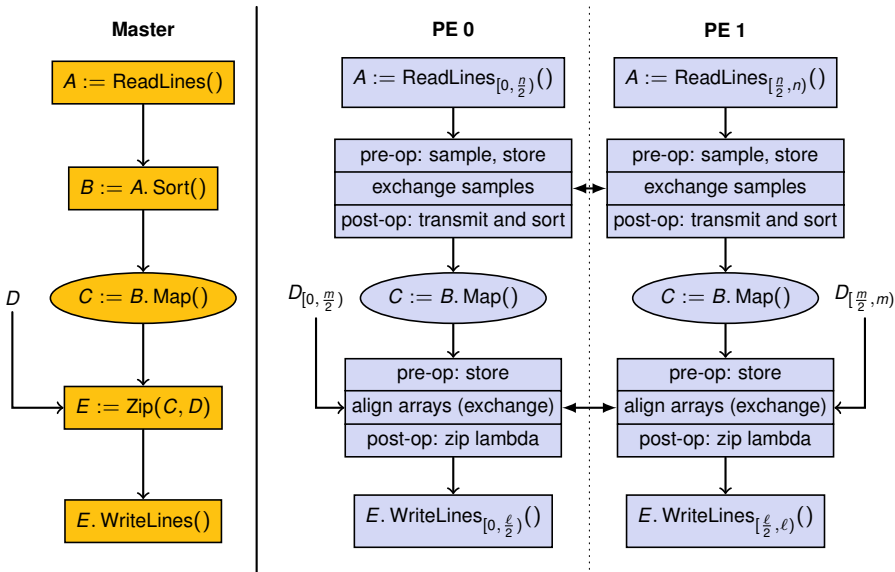 Master
A := ReadLines()
B := A. Sort()
C := B. Map()
D
E := Zip(C, D)
E. WriteLines()
PE 0
A := ReadLines[0, n/2)()
pre-op: sample, store
exchange samples
post-op: transmit and sort
C := B. Map()
D[0, m/2)
pre-op: store
align arrays (exchange)
post-op: zip lambda
E. WriteLines[0, ℓ/2)()
PE 1
A := ReadLines[n/2, n)()
pre-op: sample, store
exchange samples
post-op: transmit and sort
C := B. Map()
D[m/2, m)
pre-op: store
align arrays (exchange)
post-op: zip lambda
E. WriteLines[ℓ/2, ℓ)()